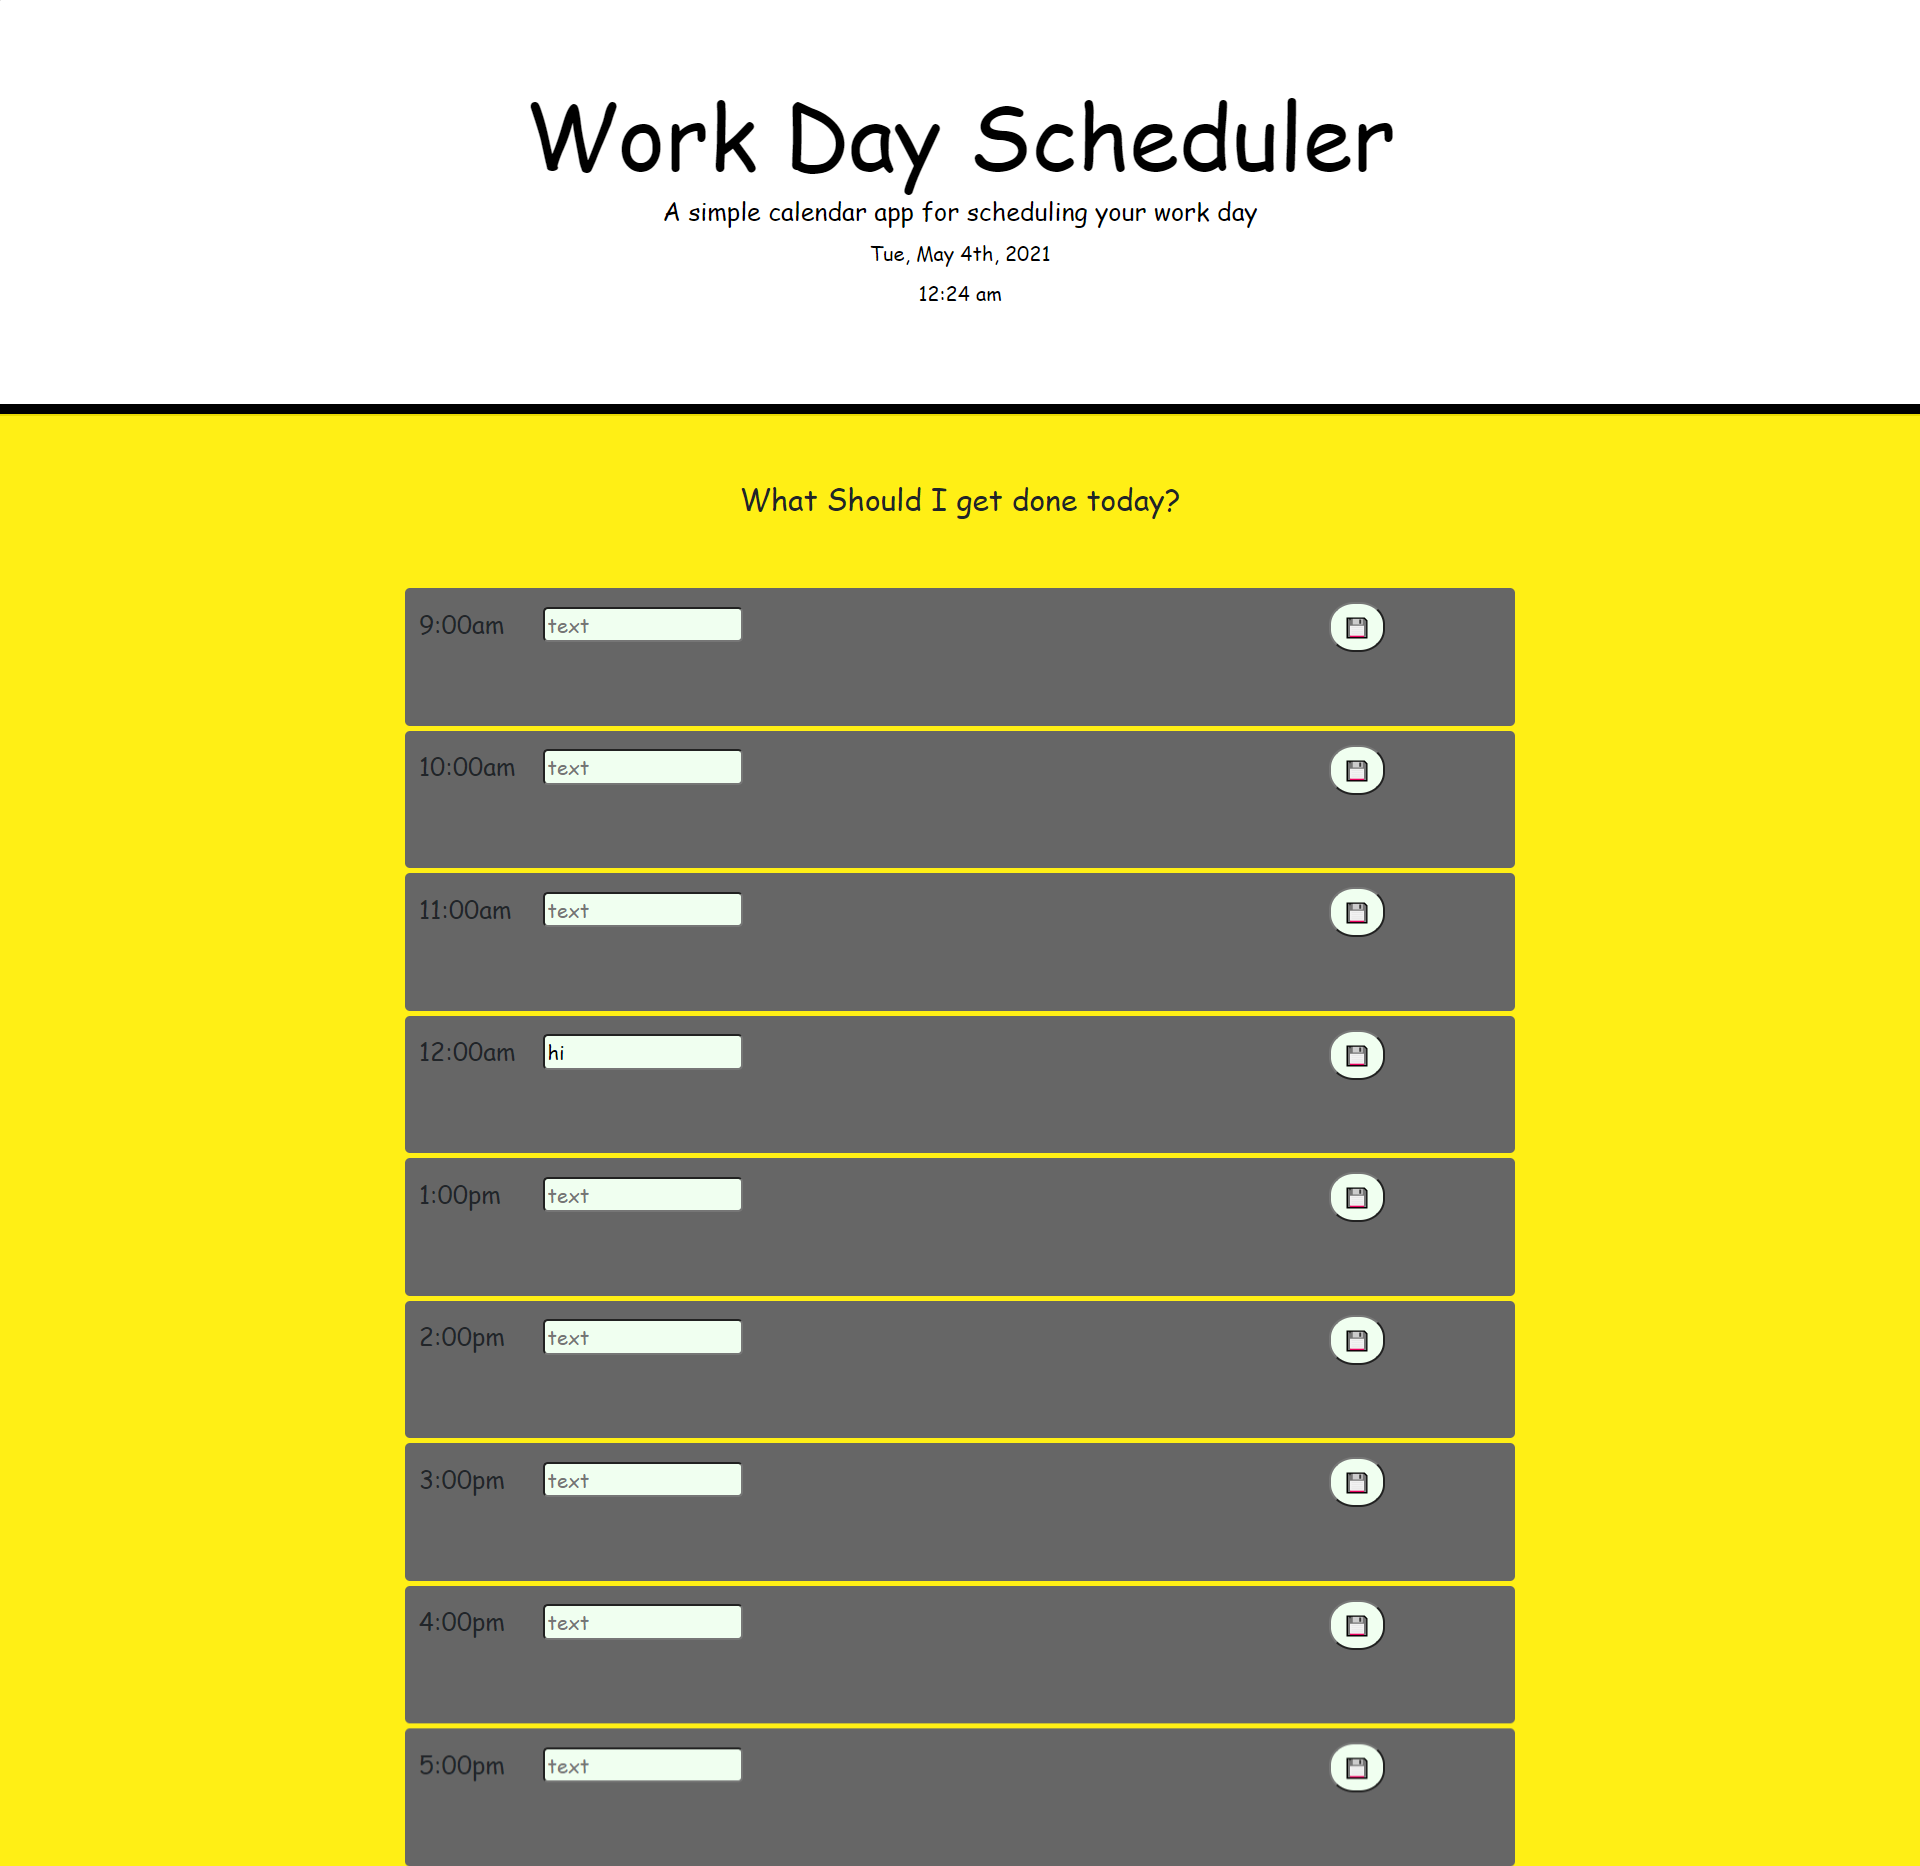 Work Day Scheduler
A simple calendar app for scheduling your work day
Tue, May 4th, 2021
12:24 am
What Should I get done today?
9:00am text
10:00am text
11:00am text
12:00am hi
1:00pm text
2:00pm text
3:00pm text
4:00pm text
5:00pm text